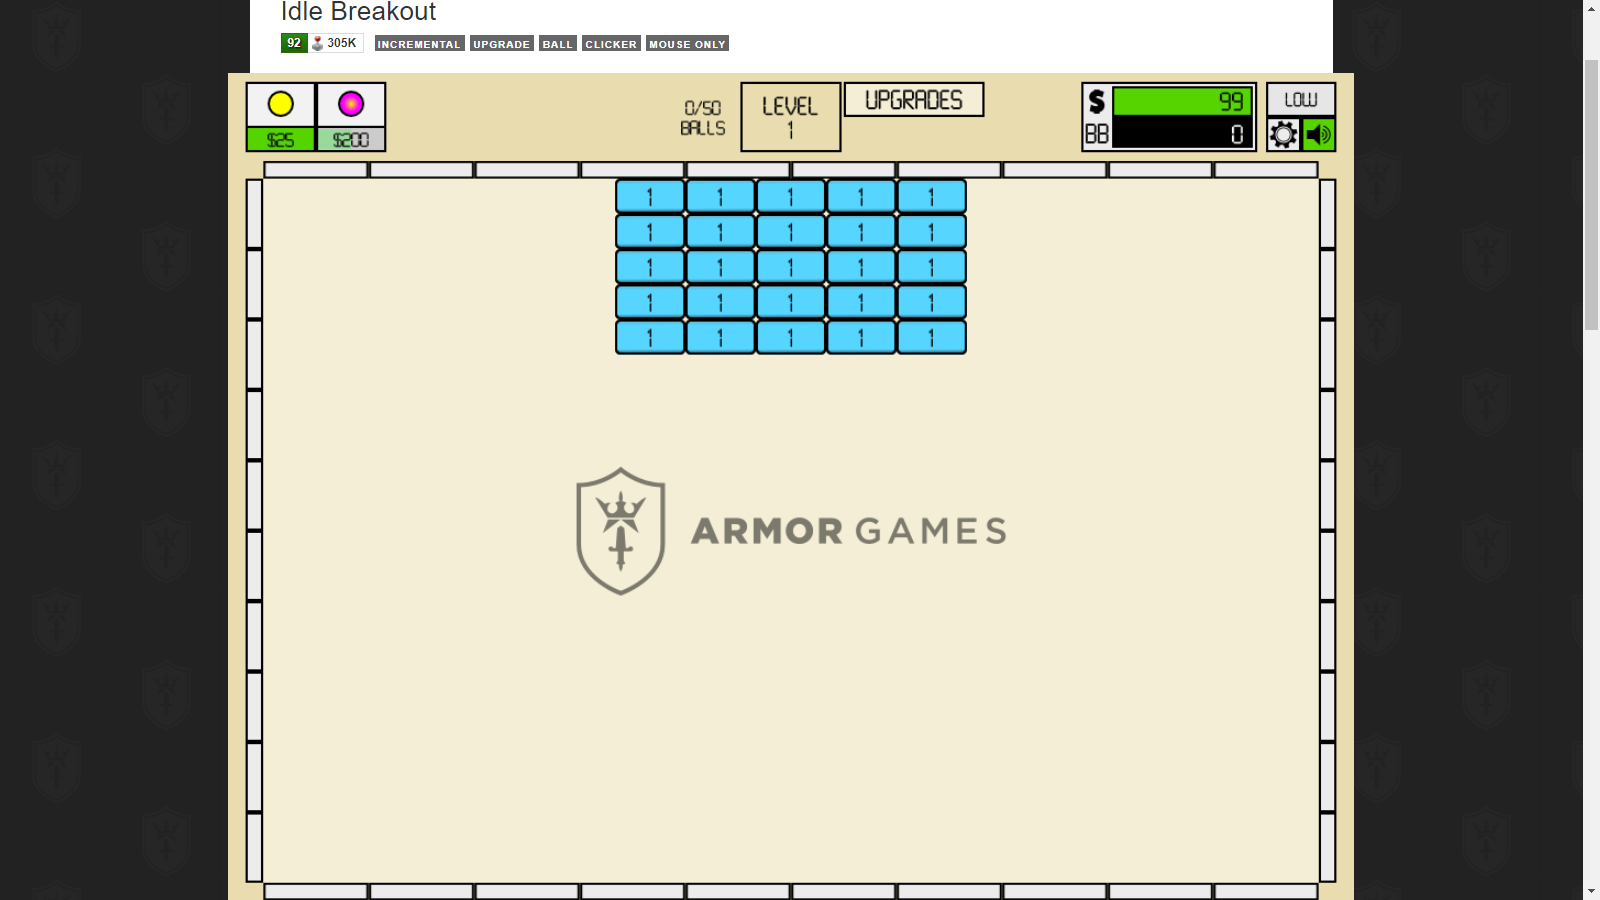 Idle Breakout
92 305K INCREMENTAL UPGRADE BALL CLICKER MOUSE ONLY
$25 $200
0/50
BALLS
LEVEL
1
UPGRADES
$ 99
BB 0
LOW
1 1 1 1 1
1 1 1 1 1
1 1 1 1 1
1 1 1 1 1
1 1 1 1 1
ARMOR GAMES